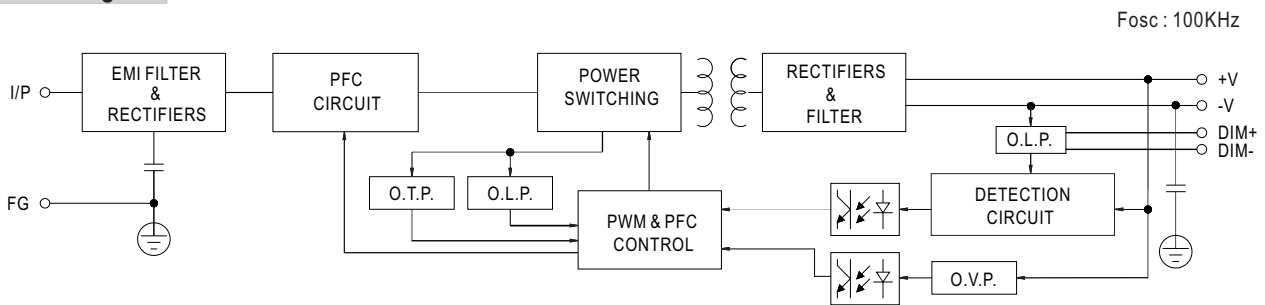 Fosc : 100KHz
I/P
EMI FILTER
&
RECTIFIERS
PFC
CIRCUIT
POWER
SWITCHING
RECTIFIERS
&
FILTER
+V
-V
DIM+
DIM-
O.L.P.
FG
O.T.P.
O.L.P.
PWM & PFC
CONTROL
DETECTION
CIRCUIT
O.V.P.